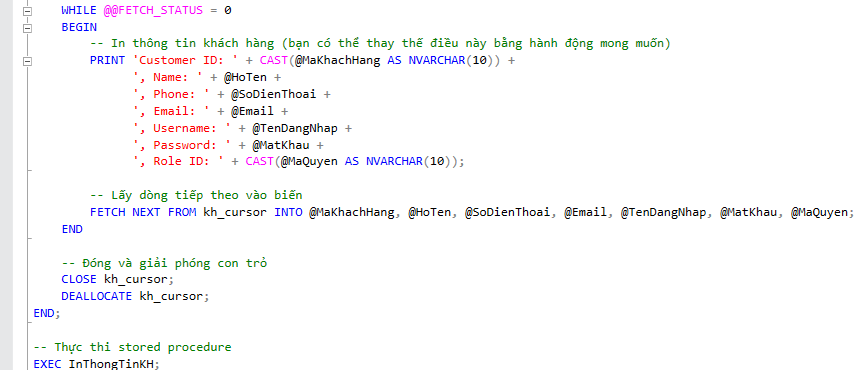 WHILE @@FETCH_STATUS = 0
BEGIN
-- In thông tin khách hàng (bạn có thể thay thế điều này bằng hành động mong muốn)
PRINT 'Customer ID: ' + CAST(@MaKhachHang AS NVARCHAR(10)) +
', Name: ' + @HoTen +
', Phone: ' + @SoDienThoai +
', Email: ' + @Email +
', Username: ' + @TenDangNhap +
', Password: ' + @MatKhau +
', Role ID: ' + CAST(@MaQuyen AS NVARCHAR(10));
-- Lấy dòng tiếp theo vào biến
FETCH NEXT FROM kh_cursor INTO @MaKhachHang, @HoTen, @SoDienThoai, @Email, @TenDangNhap, @MatKhau, @MaQuyen;
END
-- Đóng và giải phóng con trỏ
CLOSE kh_cursor;
DEALLOCATE kh_cursor;
END;
-- Thực thi stored procedure
EXEC InThongTinKH;